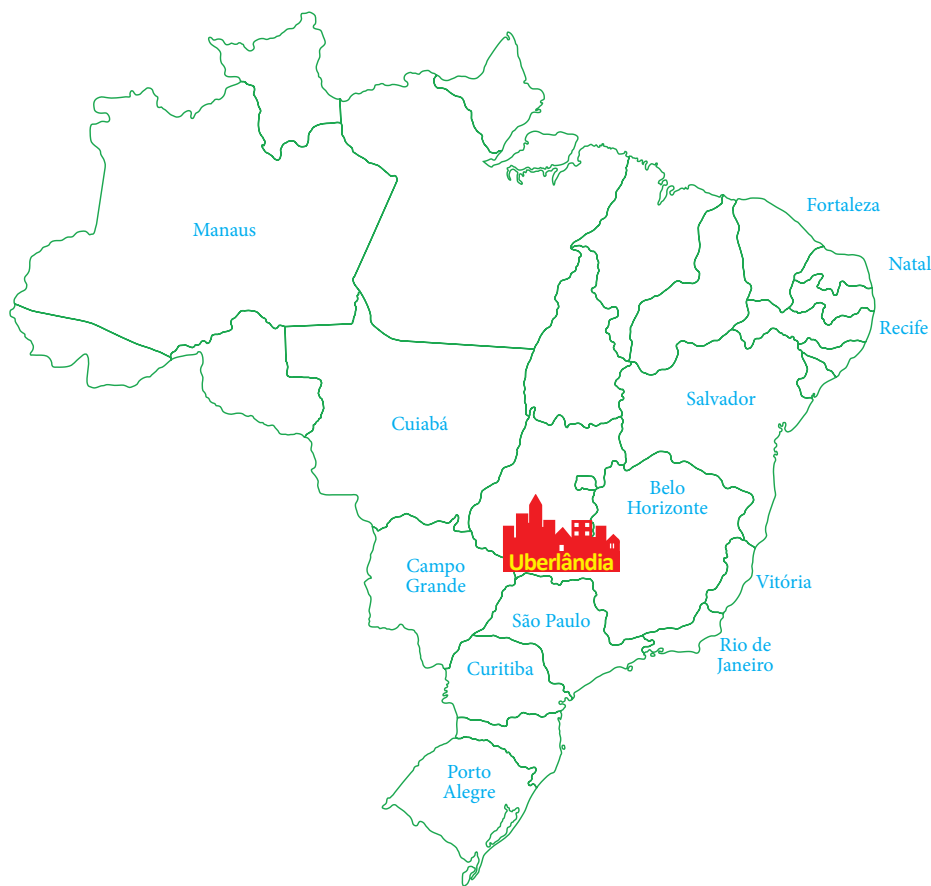 Fortaleza
Manaus
Natal
Recife
Salvador
Cuiabá
Belo
Horizonte
Uberlândia
Campo
Grande
Vitória
São Paulo
Rio de
Janeiro
Curitiba
Porto
Alegre